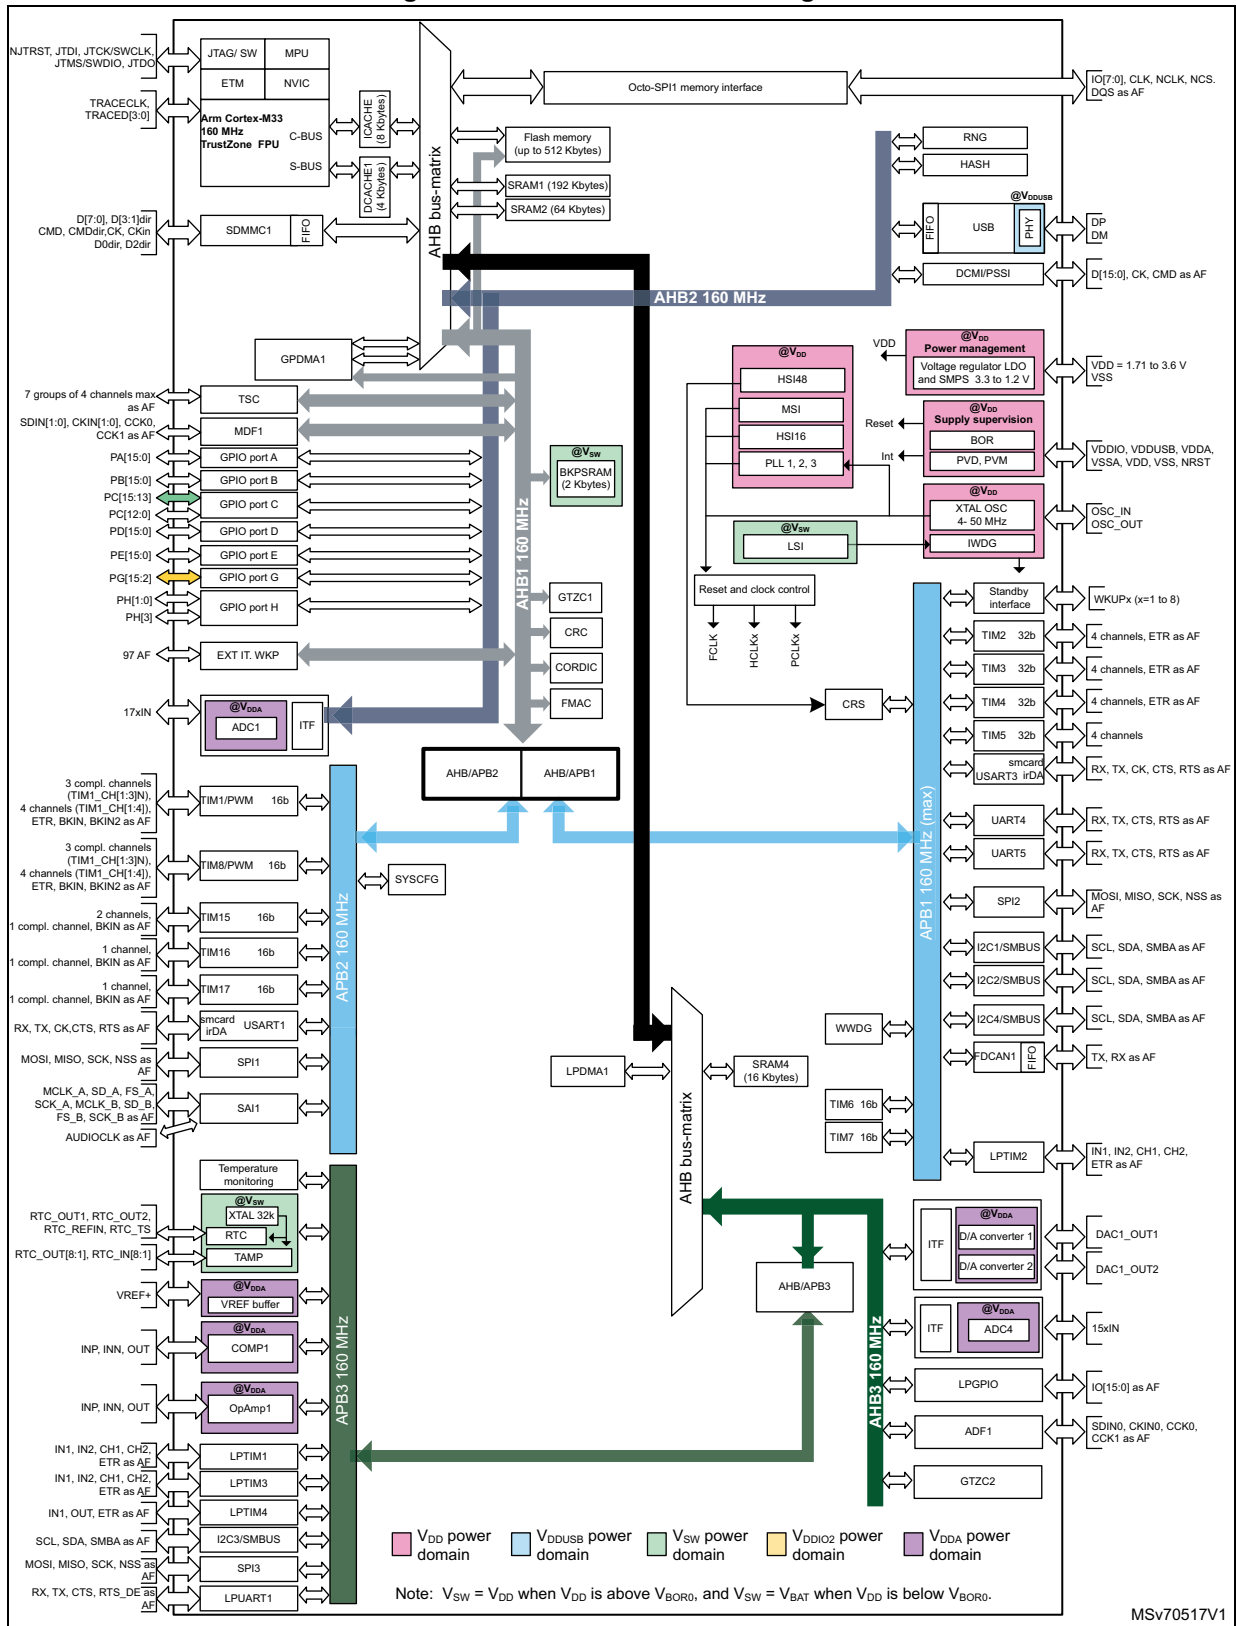 NJTRST, JTDI, JTCK/SWCLK,
JTMS/SWDIO, JTDO
TRACECLK,
TRACED[3:0]
JTAG/ SW
MPU
ETM
NVIC
Arm Cortex-M33
160 MHz
TrustZone FPU
C-BUS
S-BUS
ICACHE
(8 Kbytes)
DCACHE1
(4 Kbytes)
AHB bus-matrix
Octo-SPI1 memory interface
IO[7:0], CLK, NCLK, NCS.
DQS as AF
Flash memory
(up to 512 Kbytes)
SRAM1 (192 Kbytes)
SRAM2 (64 Kbytes)
RNG
HASH
@VDDUSB
FIFO
USB
PHY
DP
DM
DCMI/PSSI
D[15:0], CK, CMD as AF
AHB2 160 MHz
D[7:0], D[3:1]dir
CMD, CMDdir,CK, CKin
D0dir, D2dir
SDMMC1
FIFO
GPDMA1
7 groups of 4 channels max
as AF
TSC
SDIN[1:0], CKIN[1:0], CCK0,
CCK1 as AF
MDF1
PA[15:0]
GPIO port A
PB[15:0]
GPIO port B
PC[15:13]
PC[12:0]
GPIO port C
PD[15:0]
GPIO port D
PE[15:0]
GPIO port E
PG[15:2]
GPIO port G
PH[1:0]
PH[3]
GPIO port H
97 AF
EXT IT. WKP
17xIN
@VDDA
ADC1
ITF
AHB1 160 MHz
@VSW
BKPSRAM
(2 Kbytes)
GTZC1
CRC
CORDIC
FMAC
@VDD
HSI48
MSI
HSI16
PLL 1, 2, 3
VDD
@VDD
Power management
Voltage regulator LDO
and SMPS 3.3 to 1.2 V
VDD = 1.71 to 3.6 V
VSS
@VDD
Supply supervision
Reset
BOR
Int
PVD, PVM
VDDIO, VDDUSB, VDDA,
VSSA, VDD, VSS, NRST
@VDD
XTAL OSC
4- 50 MHz
IWDG
OSC_IN
OSC_OUT
@VSW
LSI
Reset and clock control
FCLK
HCLKx
PCLKx
Standby
interface
WKUPx (x=1 to 8)
TIM2 32b
4 channels, ETR as AF
TIM3 32b
4 channels, ETR as AF
TIM4 32b
4 channels, ETR as AF
CRS
TIM5 32b
4 channels
smcard
USART3 irDA
RX, TX, CK, CTS, RTS as AF
UART4
RX, TX, CTS, RTS as AF
UART5
RX, TX, CTS, RTS as AF
SPI2
MOSI, MISO, SCK, NSS as
AF
I2C1/SMBUS
SCL, SDA, SMBA as AF
I2C2/SMBUS
SCL, SDA, SMBA as AF
I2C4/SMBUS
SCL, SDA, SMBA as AF
WWDG
FDCAN1
FIFO
TX, RX as AF
TIM6 16b
TIM7 16b
LPTIM2
IN1, IN2, CH1, CH2,
ETR as AF
APB1 160 MHz (max)
AHB/APB2
AHB/APB1
3 compl. channels
(TIM1_CH[1:3]N),
4 channels (TIM1_CH[1:4]),
ETR, BKIN, BKIN2 as AF
TIM1/PWM 16b
3 compl. channels
(TIM1_CH[1:3]N),
4 channels (TIM1_CH[1:4]),
ETR, BKIN, BKIN2 as AF
TIM8/PWM 16b
SYSCFG
2 channels,
1 compl. channel, BKIN as AF
TIM15 16b
1 channel,
1 compl. channel, BKIN as AF
TIM16 16b
1 channel,
1 compl. channel, BKIN as AF
TIM17 16b
RX, TX, CK,CTS, RTS as AF
smcard
irDA USART1
MOSI, MISO, SCK, NSS as
AF
SPI1
MCLK_A, SD_A, FS_A,
SCK_A, MCLK_B, SD_B,
FS_B, SCK_B as AF
AUDIOCLK as AF
SAI1
APB2 160 MHz
LPDMA1
AHB bus-matrix
SRAM4
(16 Kbytes)
Temperature
monitoring
@VSW
XTAL 32k
RTC
TAMP
RTC_OUT1, RTC_OUT2,
RTC_REFIN, RTC_TS
RTC_OUT[8:1], RTC_IN[8:1]
VREF+
@VDDA
VREF buffer
INP, INN, OUT
@VDDA
COMP1
INP, INN, OUT
@VDDA
OpAmp1
IN1, IN2, CH1, CH2,
ETR as AF
LPTIM1
IN1, IN2, CH1, CH2,
ETR as AF
LPTIM3
IN1, OUT, ETR as AF
LPTIM4
SCL, SDA, SMBA as AF
I2C3/SMBUS
MOSI, MISO, SCK, NSS as
AF
SPI3
RX, TX, CTS, RTS_DE as
AF
LPUART1
APB3 160 MHz
AHB/APB3
AHB3 160 MHz
ITF
@VDDA
D/A converter 1
D/A converter 2
DAC1_OUT1
DAC1_OUT2
ITF
@VDDA
ADC4
15xIN
LPGPIO
IO[15:0] as AF
ADF1
SDIN0, CKIN0, CCK0,
CCK1 as AF
GTZC2
VDD power
domain
VDDUSB power
domain
VSW power
domain
VDDIO2 power
domain
VDDA power
domain
Note: VSW = VDD when VDD is above VBOR0, and VSW = VBAT when VDD is below VBOR0.
MSv70517V1